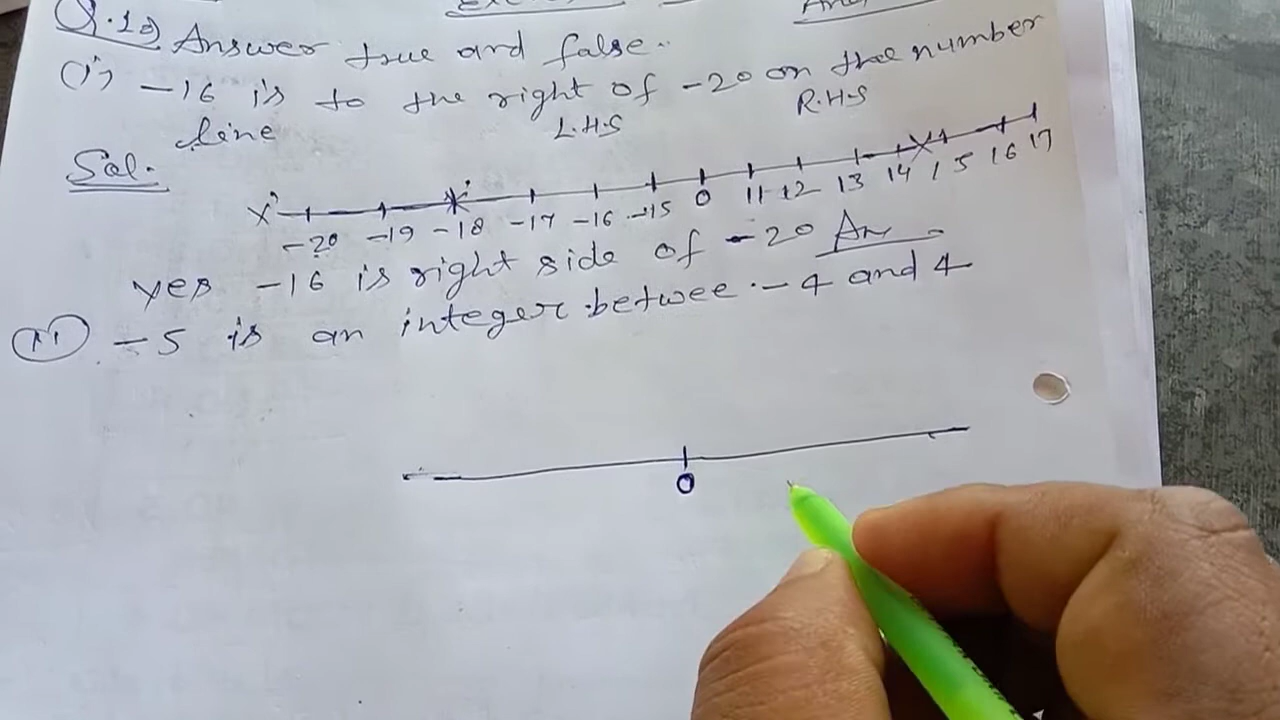 Q.10) Answer true and false.
(i) -16 is to the right of -20 on the number
line L.H.S R.H.S
Sol.
X -20 -19 -18 -17 -16 -15 0 11 12 13 14 15 16 17
yes -16 is right side of -20 An
(ii) -5 is an integer betwee - 4 and 4
0